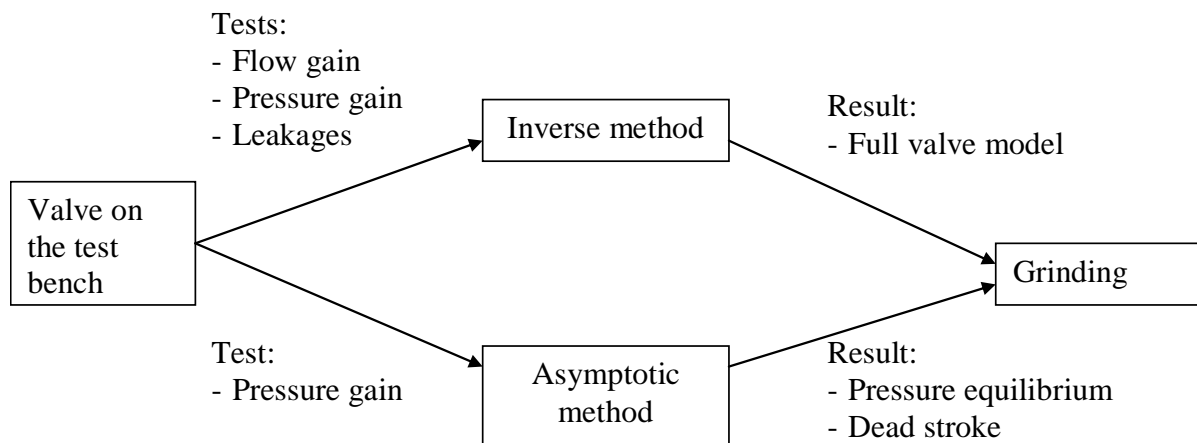 Tests:
- Flow gain
- Pressure gain
- Leakages
Inverse method
Result:
- Full valve model
Valve on
the test
bench
Grinding
Test:
- Pressure gain
Asymptotic
method
Result:
- Pressure equilibrium
- Dead stroke